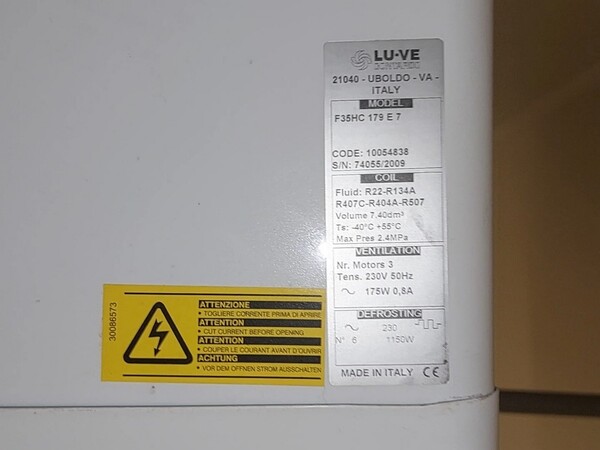 LU-VE
CONTARDO
21040 - UBOLDO - VA -
ITALY
MODEL
F35HC 179 E 7
CODE: 10054838
S/N: 74055/2009
COIL
Fluid: R22-R134A
R407C-R404A-R507
Volume 7,40dm³
Ts: -40°C +55°C
Max Pres 2.4MPa
VENTILATION
Nr. Motors 3
Tens. 230V 50Hz
175W 0,8A
DEFROSTING
230
N° 6 1150W
MADE IN ITALY CE
30086573
ATTENZIONE
• TOGLIERE CORRENTE PRIMA DI APRIRE
ATTENTION
• CUT CURRENT BEFORE OPENING
ATTENTION
• COUPER LE COURANT AVANT D'OUVRIR
ACHTUNG
• VOR DEM OFFNEN STROM AUSSCHALTEN